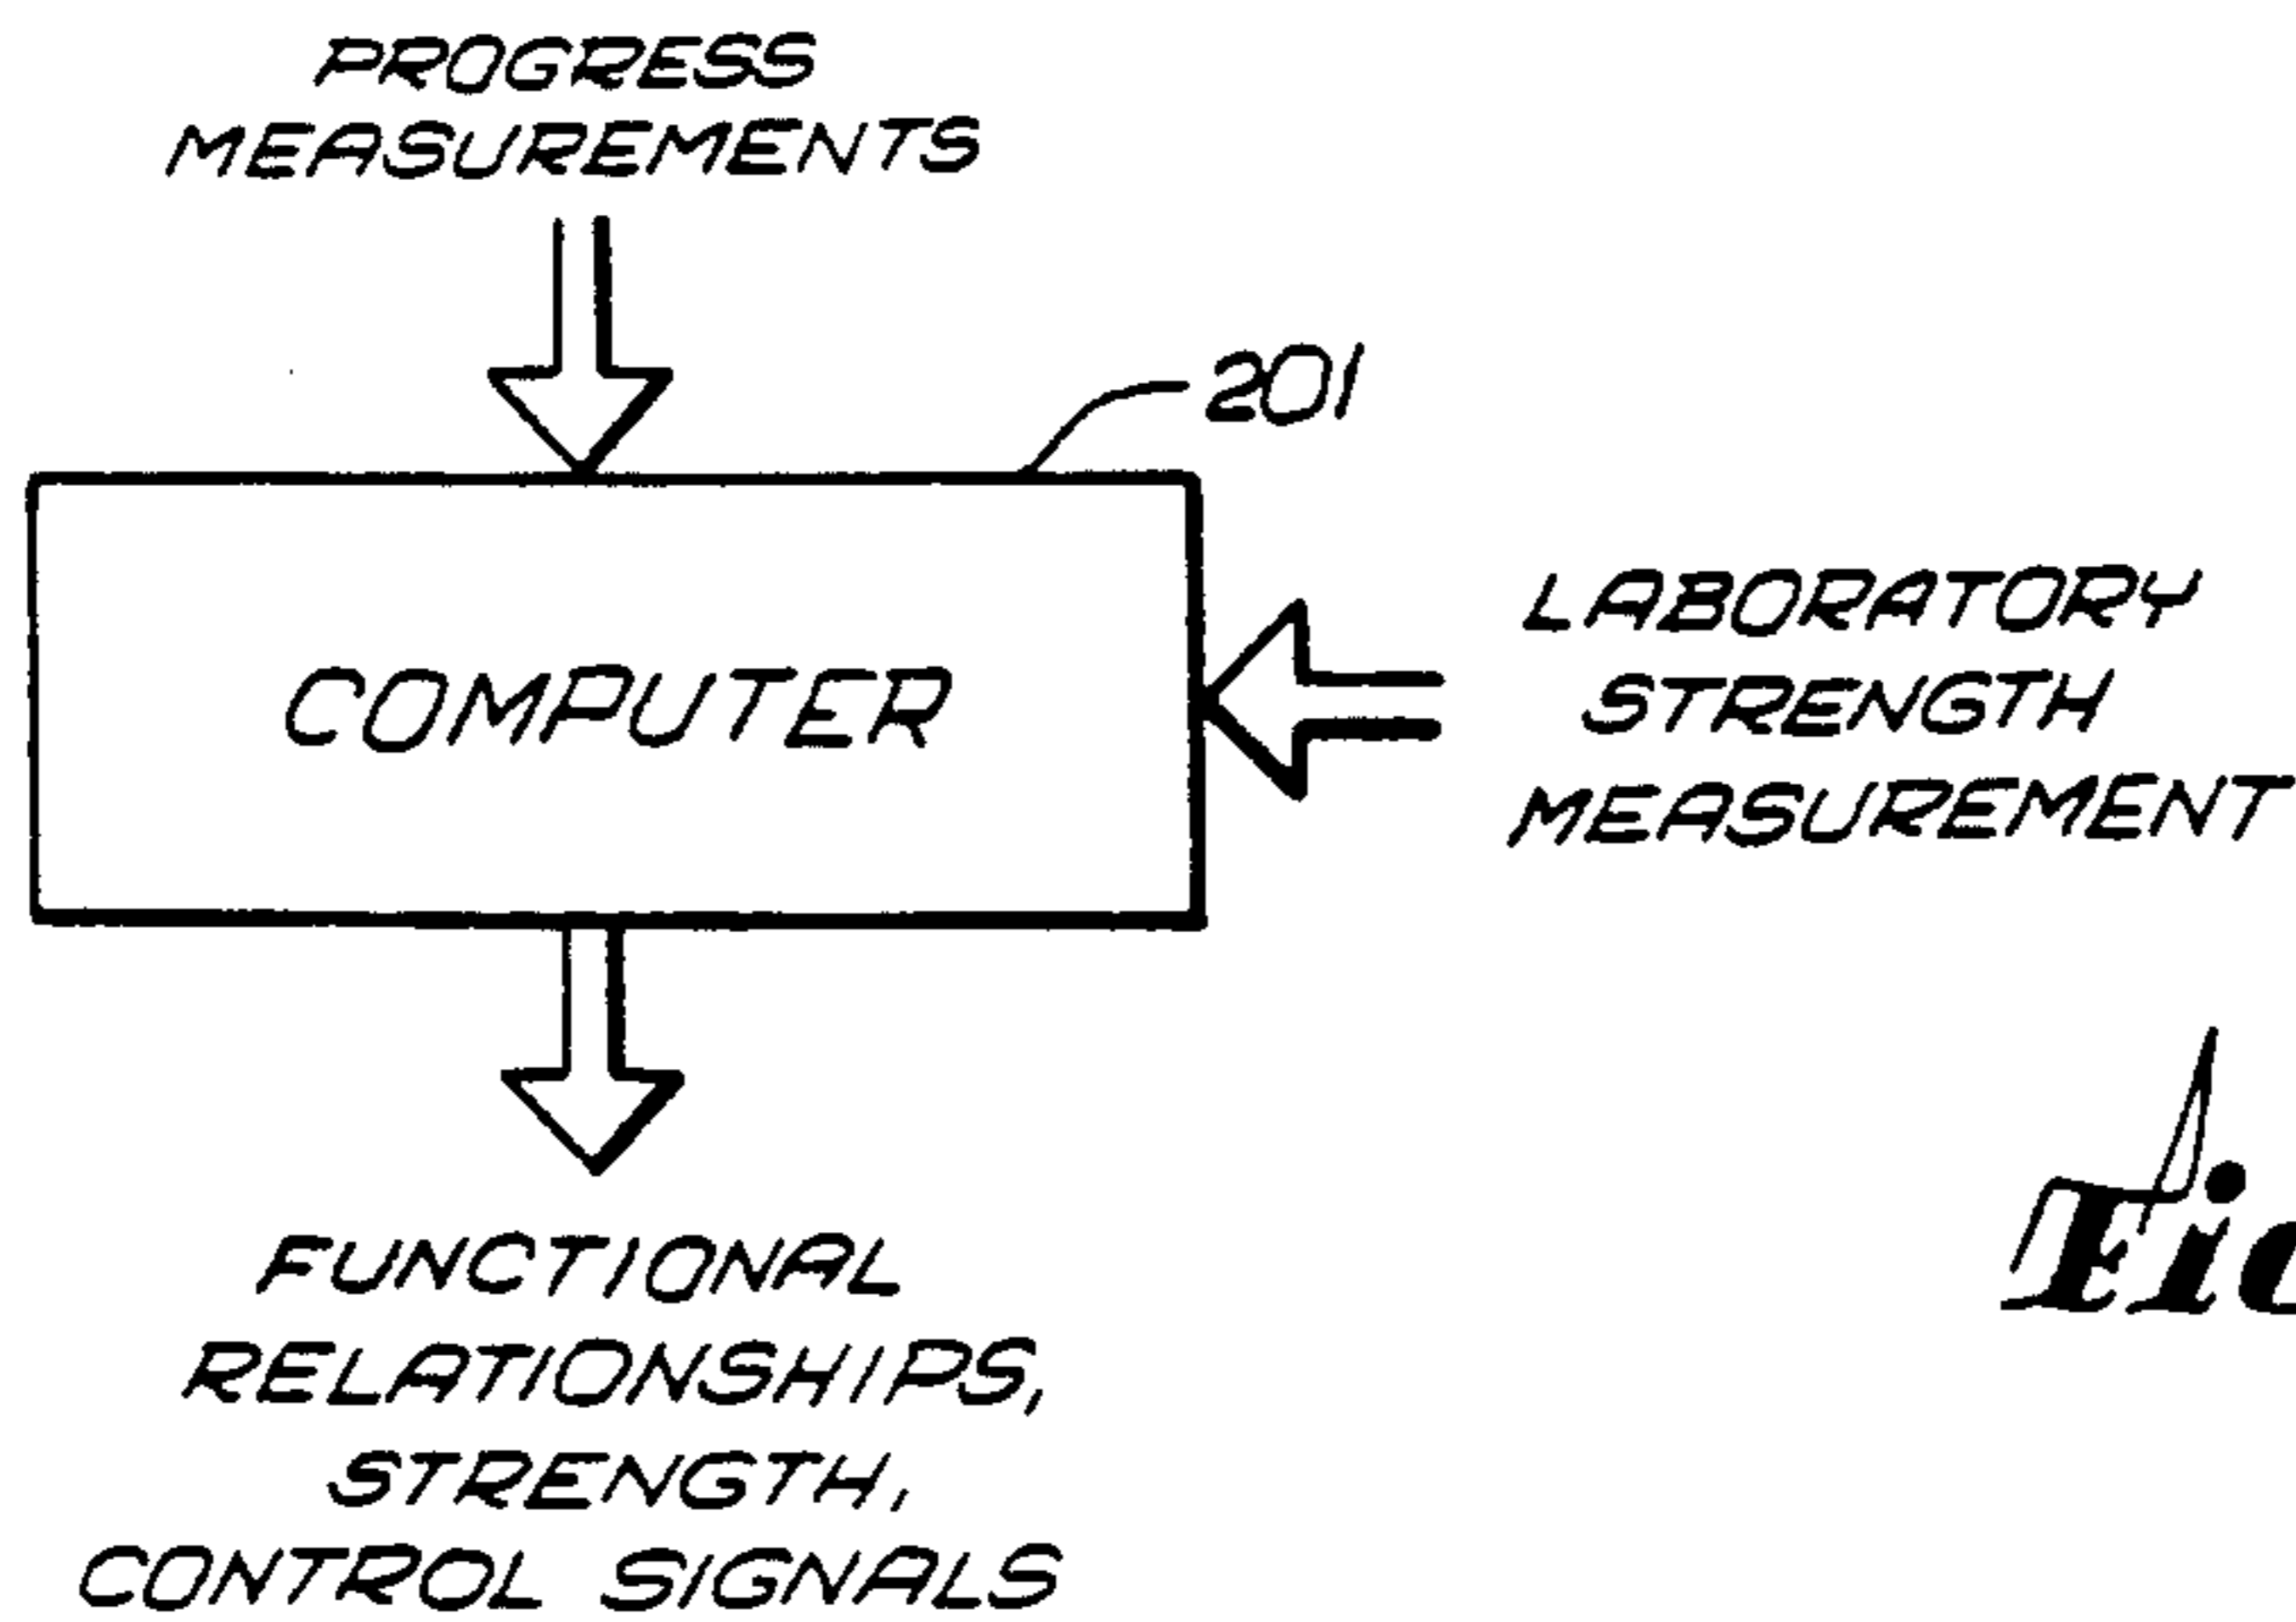 PROGRESS
MEASUREMENTS
201
COMPUTER
LABORATORY
STRENGTH
MEASUREMENT
FUNCTIONAL
RELATIONSHIPS,
STRENGTH,
CONTROL SIGNALS